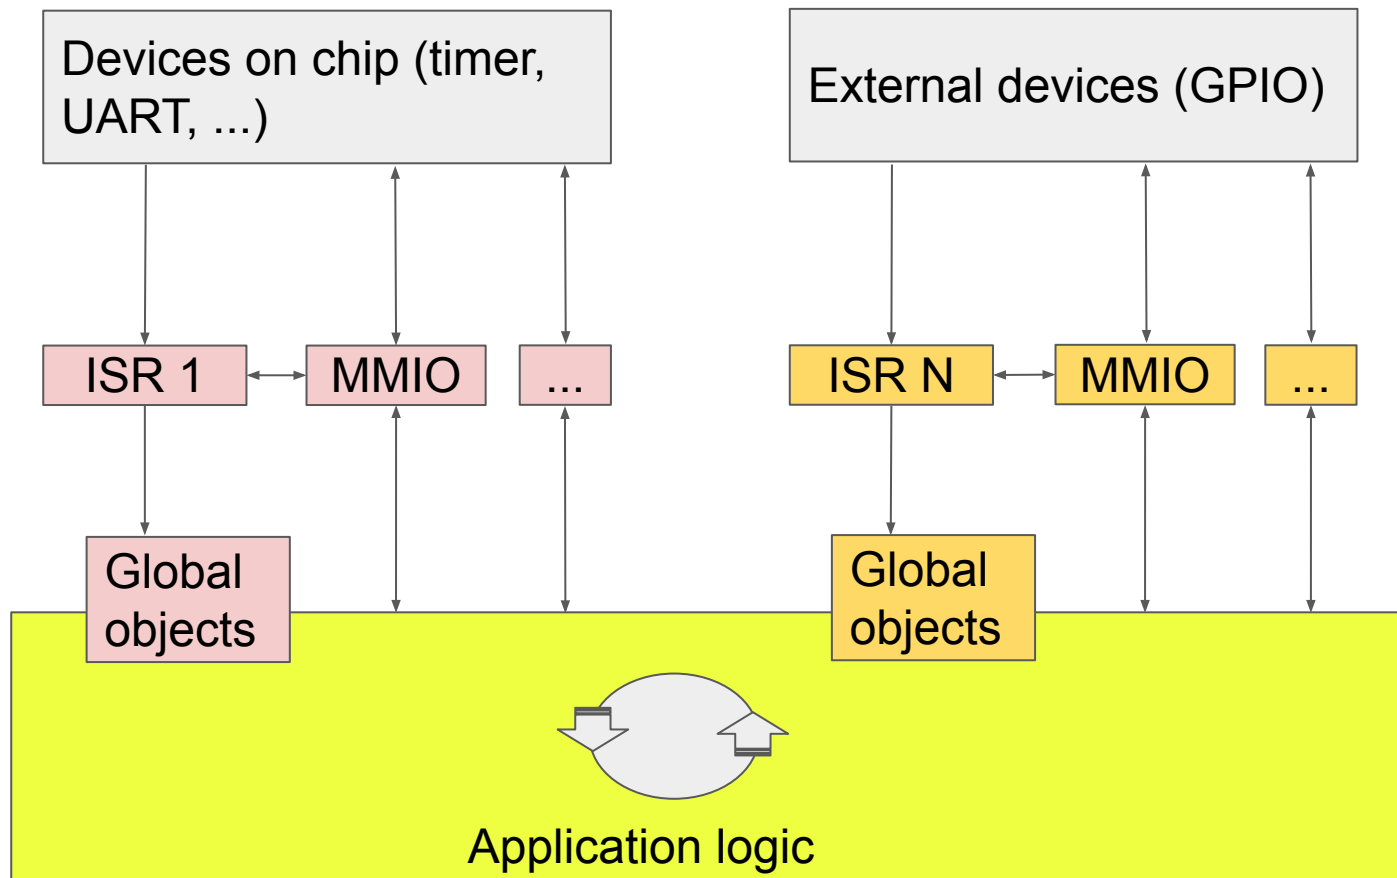 Devices on chip (timer,
UART, ...)
External devices (GPIO)
ISR 1
MMIO
...
ISR N
MMIO
...
Global
objects
Global
objects
Application logic